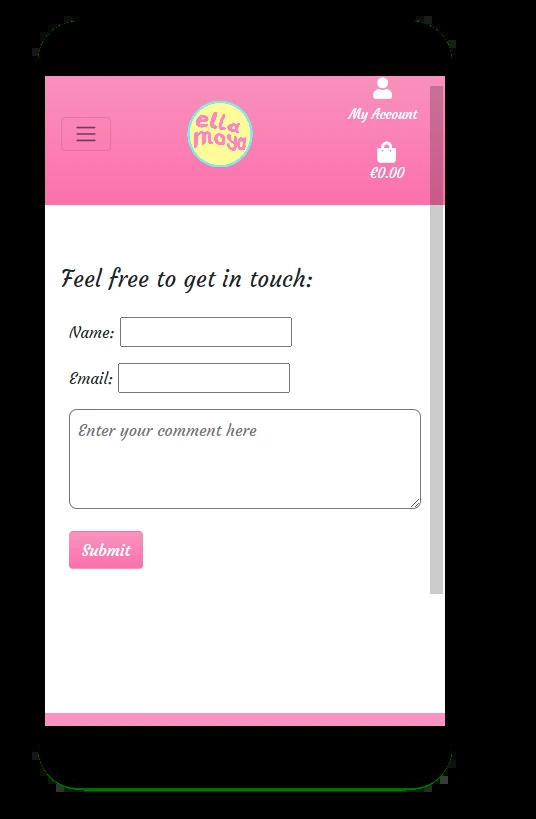 My Account
ella
moya
€0.00
Feel free to get in touch:
Name:
Email:
Enter your comment here
Submit